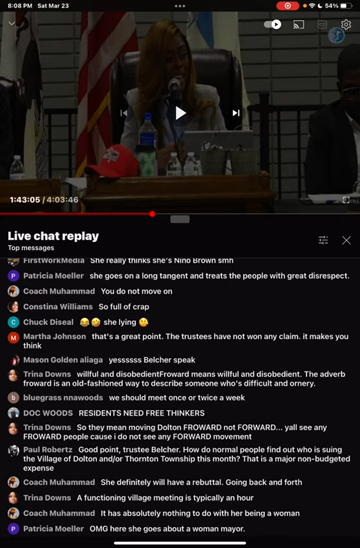 8:08 PM Sat Mar 23
54%
1:43:05 / 4:03:46
Live chat replay
Top messages
FirstWorkMedia She really thinks she's Nino Brown smh
P Patricia Moeller she goes on a long tangent and treats the people with great disrespect.
Coach Muhammad You do not move on
Constina Williams So full of crap
C Chuck Diseal 😂🤣 she lying 🤥
M Martha Johnson that's a great point. The trustees have not won any claim. it makes you
think
Mason Golden aliaga yessssss Belcher speak
Trina Downs willful and disobedientFroward means willful and disobedient. The adverb
froward is an old-fashioned way to describe someone who's difficult and ornery.
b bluegrass nnawoods we should meet once or twice a week
DOC WOODS RESIDENTS NEED FREE THINKERS
Trina Downs So they mean moving Dolton FROWARD not FORWARD... yall see any
FROWARD people cause i do not see any FORWARD movement
Paul Robertz Good point, trustee Belcher. How do normal people find out who is suing
the Village of Dolton and/or Thornton Township this month? That is a major non-budgeted
expense
Coach Muhammad She definitely will have a rebuttal. Going back and forth
Trina Downs A functioning village meeting is typically an hour
Coach Muhammad It has absolutely nothing to do with her being a woman
P Patricia Moeller OMG here she goes about a woman mayor.